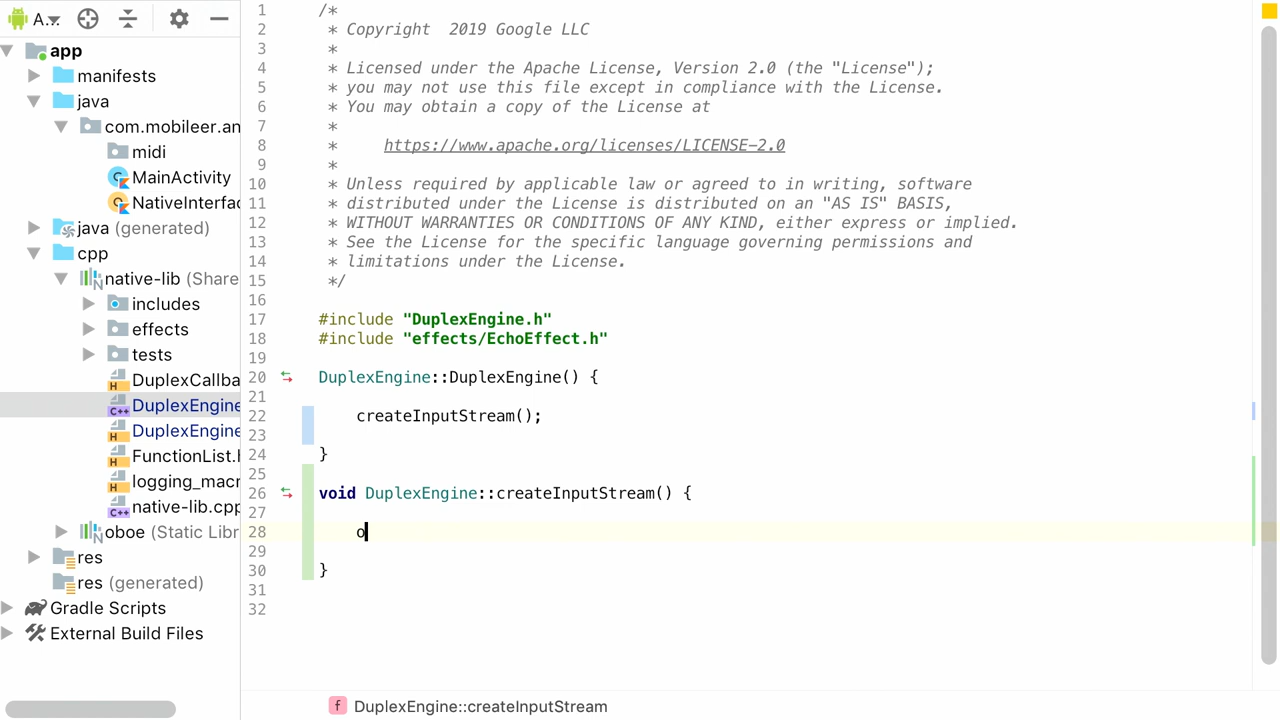 A..
app
manifests
java
com.mobileer.an
midi
MainActivity
NativeInterfac
java (generated)
cpp
native-lib (Share
includes
effects
tests
DuplexCallba
DuplexEngine
DuplexEngine
FunctionList.h
logging_macr
native-lib.cpp
oboe (Static Libr
res
res (generated)
Gradle Scripts
External Build Files
1 /*
2 * Copyright  2019 Google LLC
3 *
4 * Licensed under the Apache License, Version 2.0 (the "License");
5 * you may not use this file except in compliance with the License.
6 * You may obtain a copy of the License at
7 *
8 *     https://www.apache.org/licenses/LICENSE-2.0
9 *
10 * Unless required by applicable law or agreed to in writing, software
11 * distributed under the License is distributed on an "AS IS" BASIS,
12 * WITHOUT WARRANTIES OR CONDITIONS OF ANY KIND, either express or implied.
13 * See the License for the specific language governing permissions and
14 * limitations under the License.
15 */
16
17 #include "DuplexEngine.h"
18 #include "effects/EchoEffect.h"
19
20 DuplexEngine::DuplexEngine() {
21
22     createInputStream();
23
24 }
25
26 void DuplexEngine::createInputStream() {
27
28     o
29
30 }
31
32
f DuplexEngine::createInputStream